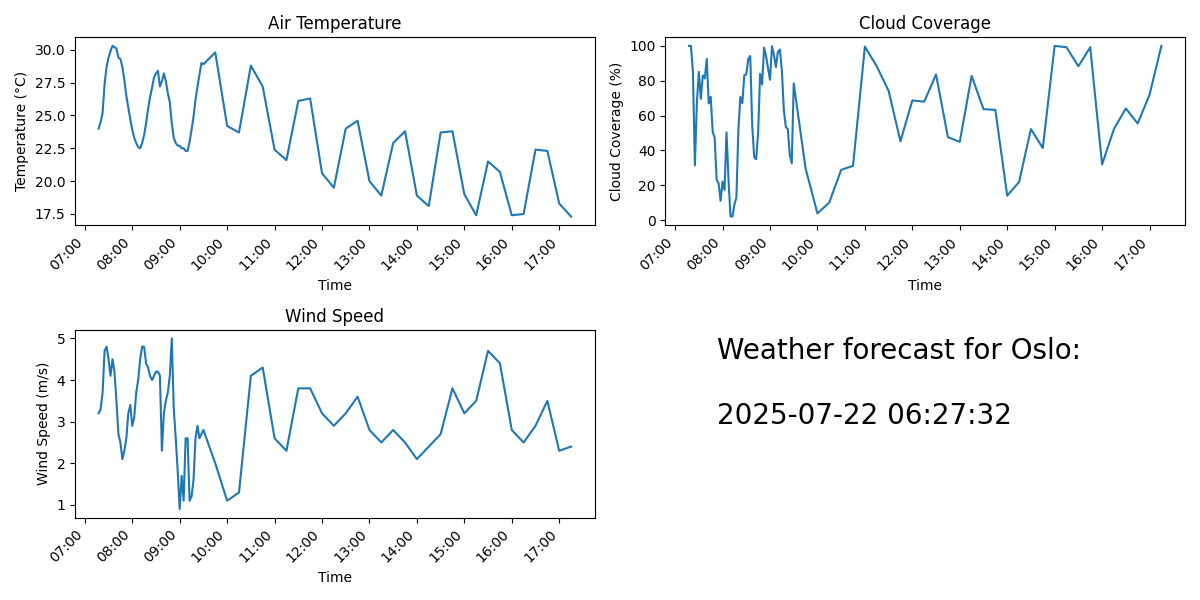 Air Temperature
30.0
27.5
25.0
22.5
20.0
17.5
Temperature (°C)
07:00 08:00 09:00 10:00 11:00 12:00 13:00 14:00 15:00 16:00 17:00
Time
Cloud Coverage
100
80
60
40
20
0
Cloud Coverage (%)
07:00 08:00 09:00 10:00 11:00 12:00 13:00 14:00 15:00 16:00 17:00
Time
Wind Speed
5
4
3
2
1
Wind Speed (m/s)
07:00 08:00 09:00 10:00 11:00 12:00 13:00 14:00 15:00 16:00 17:00
Time
Weather forecast for Oslo:
2025-07-22 06:27:32